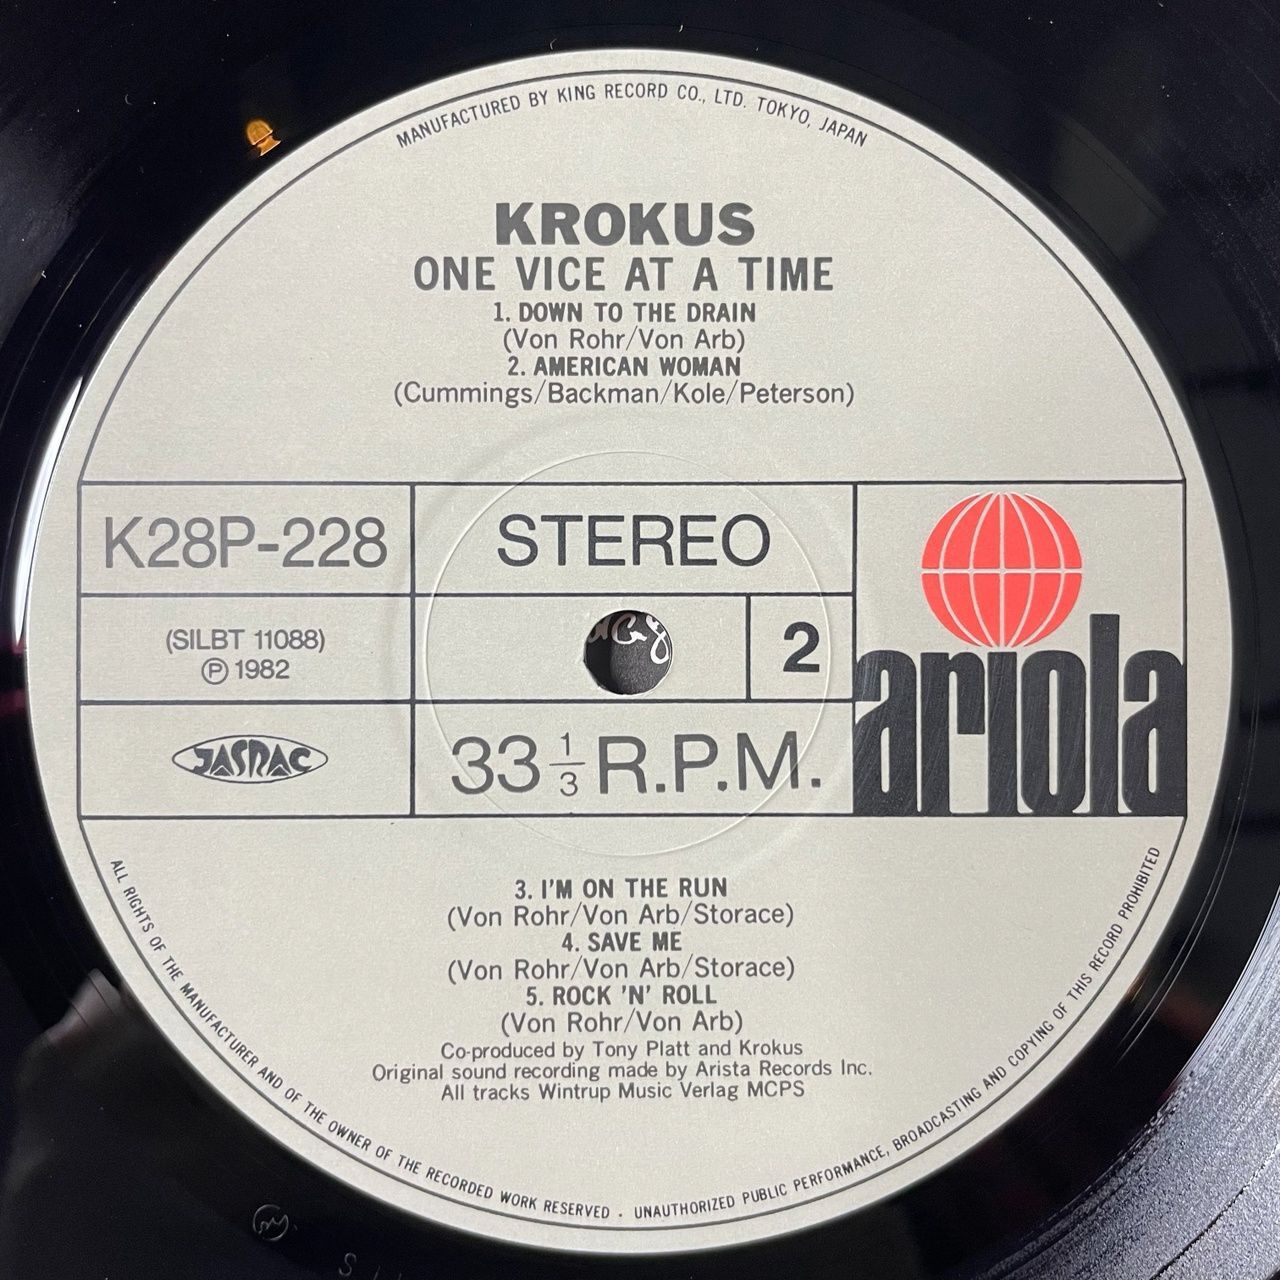 MANUFACTURED BY KING RECORD CO., LTD. TOKYO, JAPAN
KROKUS
ONE VICE AT A TIME
1. DOWN TO THE DRAIN
(Von Rohr/Von Arb)
2. AMERICAN WOMAN
(Cummings/Backman/Kole/Peterson)
K28P-228
STEREO
(SILBT 11088)
℗ 1982
2
ariola
JASRAC
33 1/3 R.P.M.
3. I'M ON THE RUN
(Von Rohr/Von Arb/Storace)
4. SAVE ME
(Von Rohr/Von Arb/Storace)
5. ROCK 'N' ROLL
(Von Rohr/Von Arb)
Co-produced by Tony Platt and Krokus
Original sound recording made by Arista Records Inc.
All tracks Wintrup Music Verlag MCPS
ALL RIGHTS OF THE MANUFACTURER AND OF THE OWNER OF THE RECORDED WORK RESERVED . UNAUTHORIZED PUBLIC PERFORMANCE, BROADCASTING AND COPYING OF THIS RECORD PROHIBITED